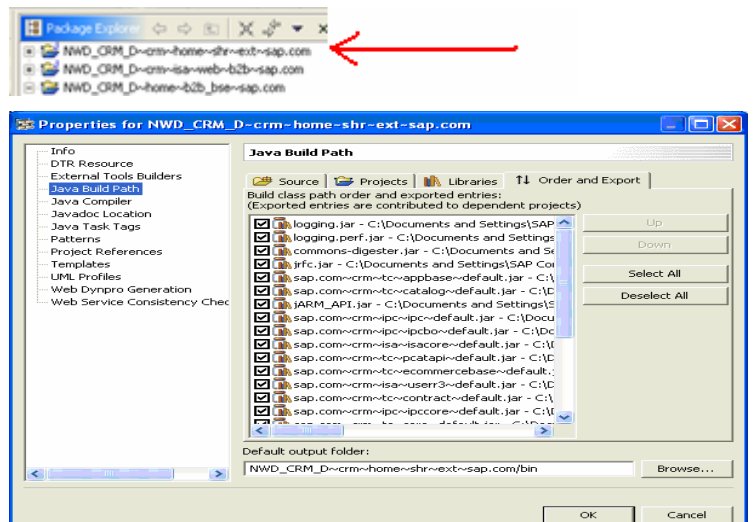 Package Explorer
NWD_CRM_D~crm~home~shr~ext~sap.com
NWD_CRM_D~crm~isa~web~b2b~sap.com
NWD_CRM_D~home~b2b_bse~sap.com
Properties for NWD_CRM_D~crm~home~shr~ext~sap.com
Info
DTR Resource
External Tools Builders
Java Build Path
Java Compiler
Javadoc Location
Java Task Tags
Patterns
Project References
Templates
UML Profiles
Web Dynpro Generation
Web Service Consistency Chec
Java Build Path
Source Projects Libraries Order and Export
Build class path order and exported entries:
(Exported entries are contributed to dependent projects)
logging.jar - C:\Documents and Settings\SAP
logging.perf.jar - C:\Documents and Settings
commons-digester.jar - C:\Documents and Se
jrfc.jar - C:\Documents and Settings\SAP Co
sap.com~crm~tc~appbase~default.jar - C:\D
sap.com~crm~tc~catalog~default.jar - C:\D
jARM_API.jar - C:\Documents and Settings\S
sap.com~crm~ipc~ipc~default.jar - C:\Docu
sap.com~crm~ipc~ipcbo~default.jar - C:\Do
sap.com~crm~isa~isacore~default.jar - C:\D
sap.com~crm~tc~pcatapi~default.jar - C:\D
sap.com~crm~tc~ecommercebase~default.
sap.com~crm~isa~userr3~default.jar - C:\D
sap.com~crm~tc~contract~default.jar - C:\
sap.com~crm~ipc~ipccore~default.jar - C:\D
Up
Down
Select All
Deselect All
Default output folder:
NWD_CRM_D~crm~home~shr~ext~sap.com/bin
Browse...
OK
Cancel